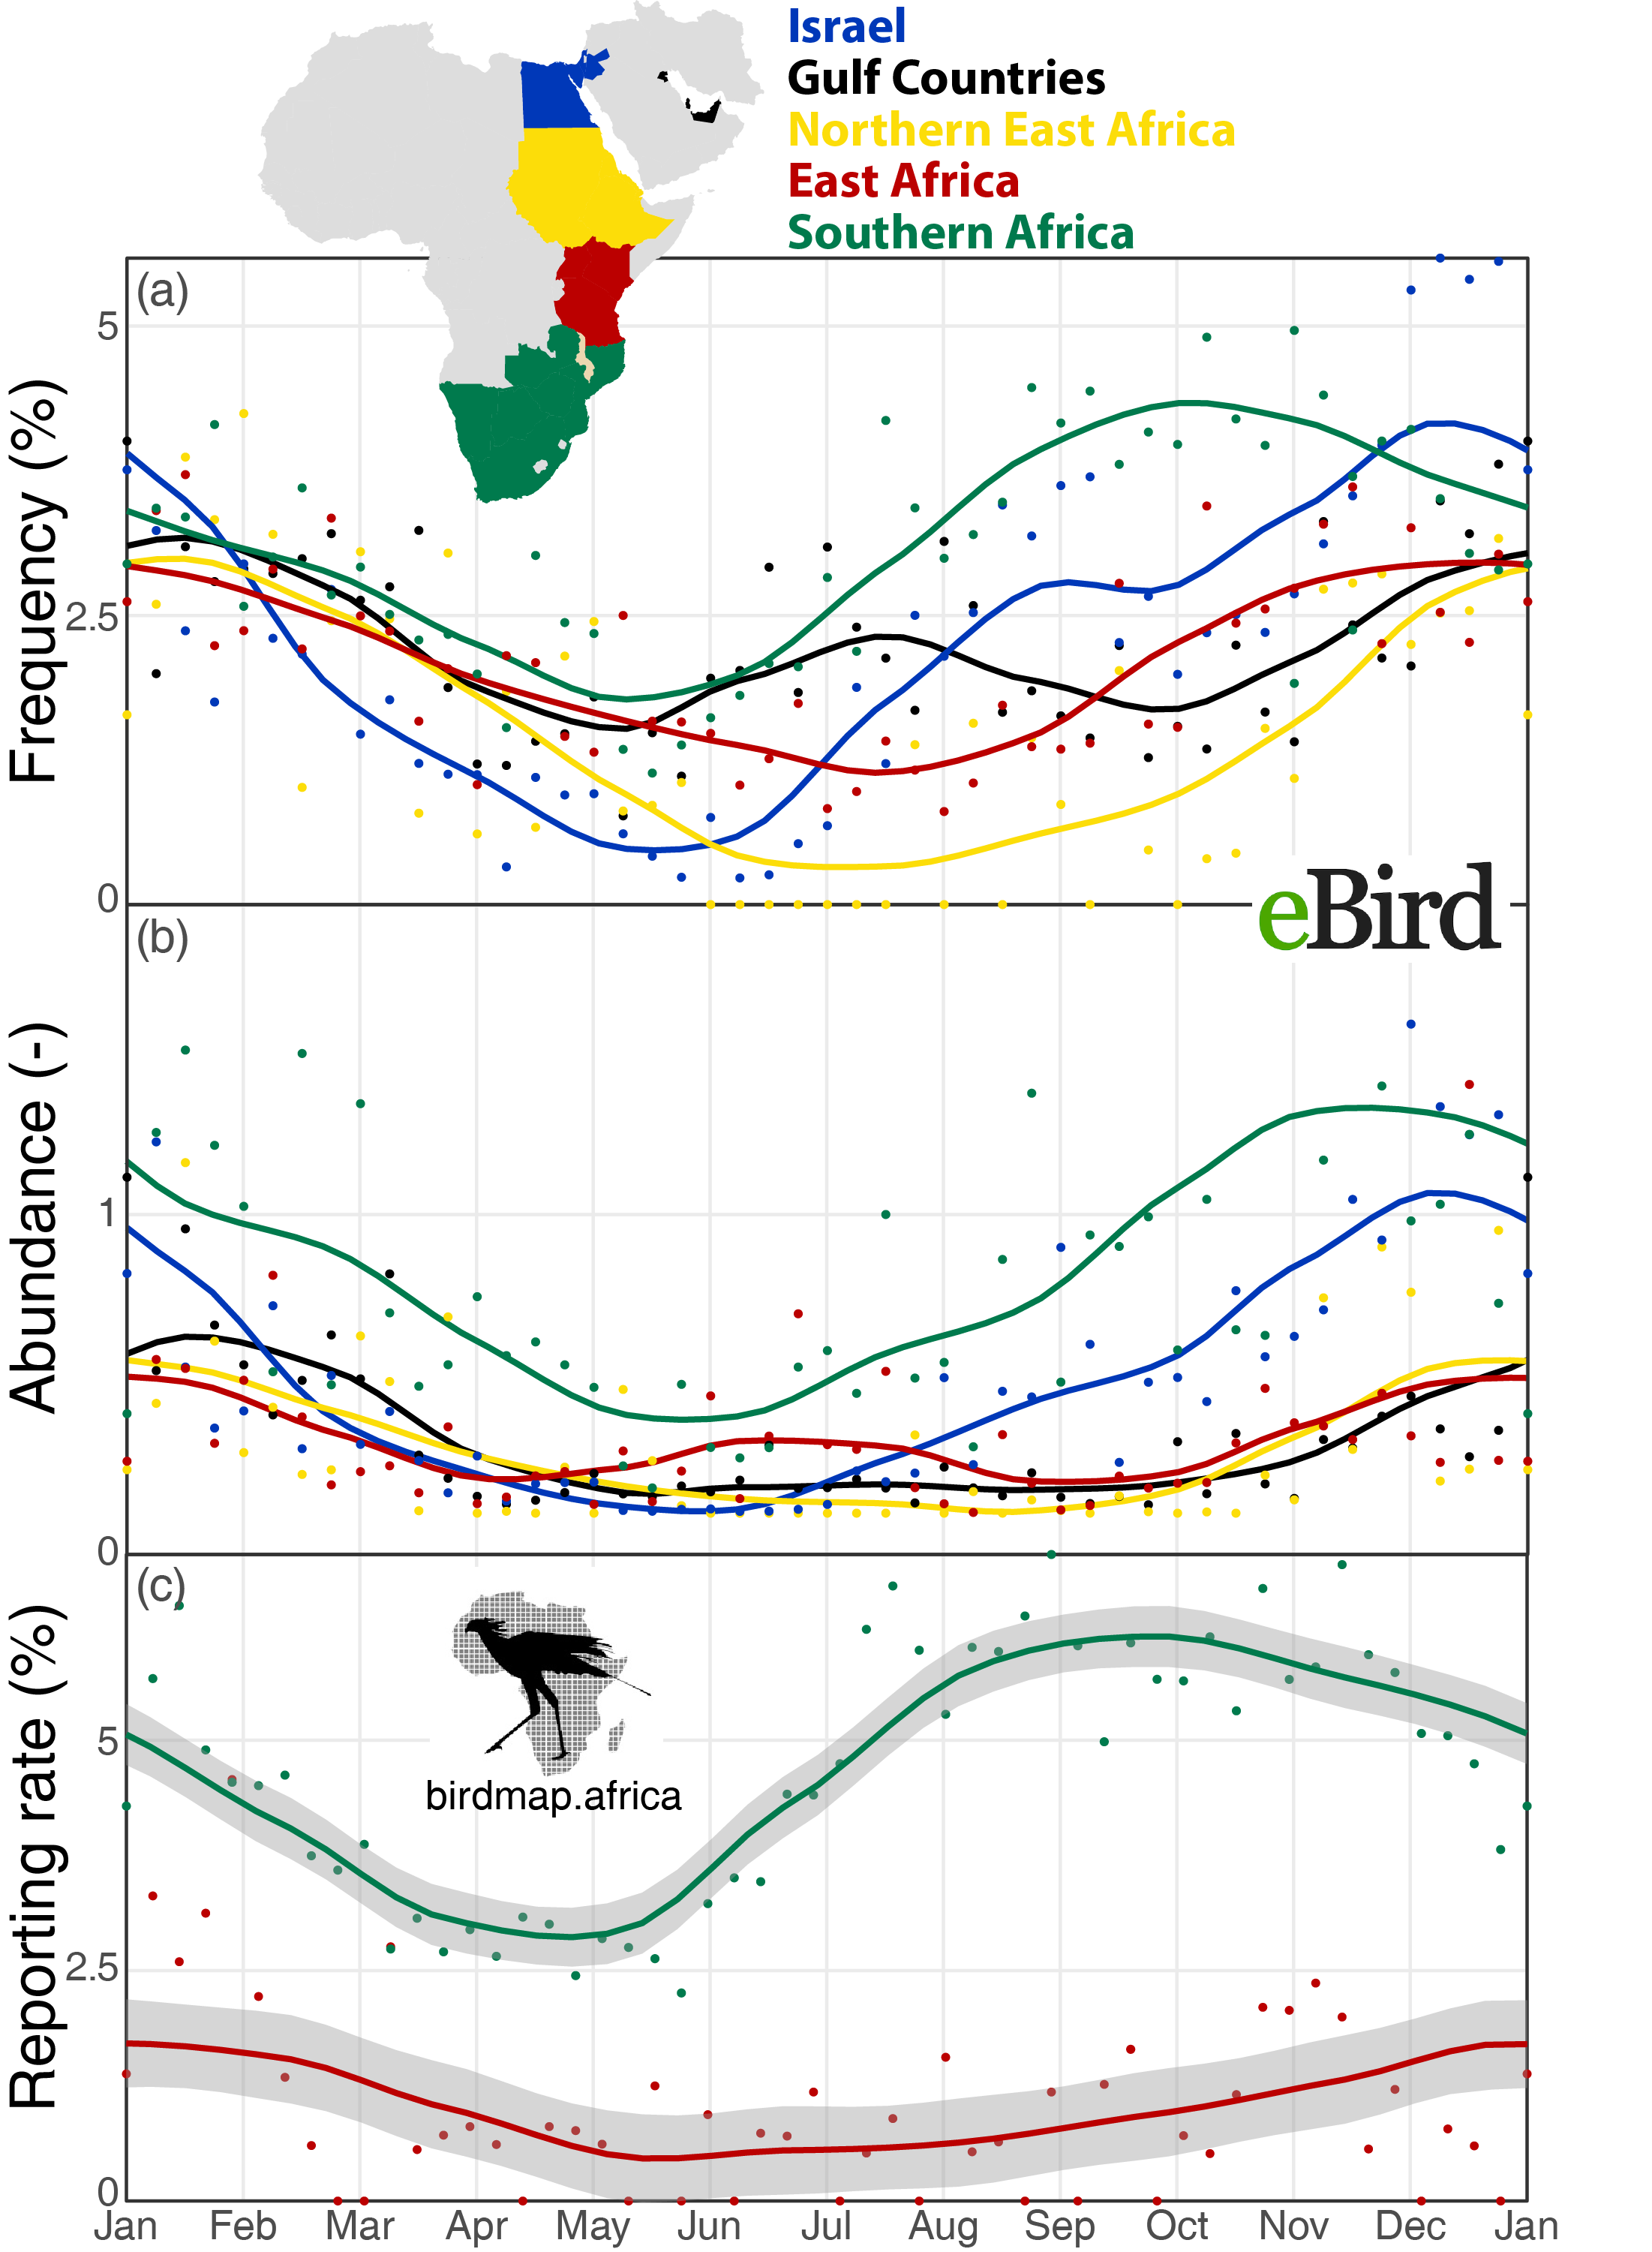 Israel
Gulf Countries
Northern East Africa
East Africa
Southern Africa
(a)
Frequency (%)
5
2.5
0
eBird
(b)
Abundance (-)
1
0
(c)
Reporting rate (%)
5
2.5
0
birdmap.africa
Jan Feb Mar Apr May Jun Jul Aug Sep Oct Nov Dec Jan